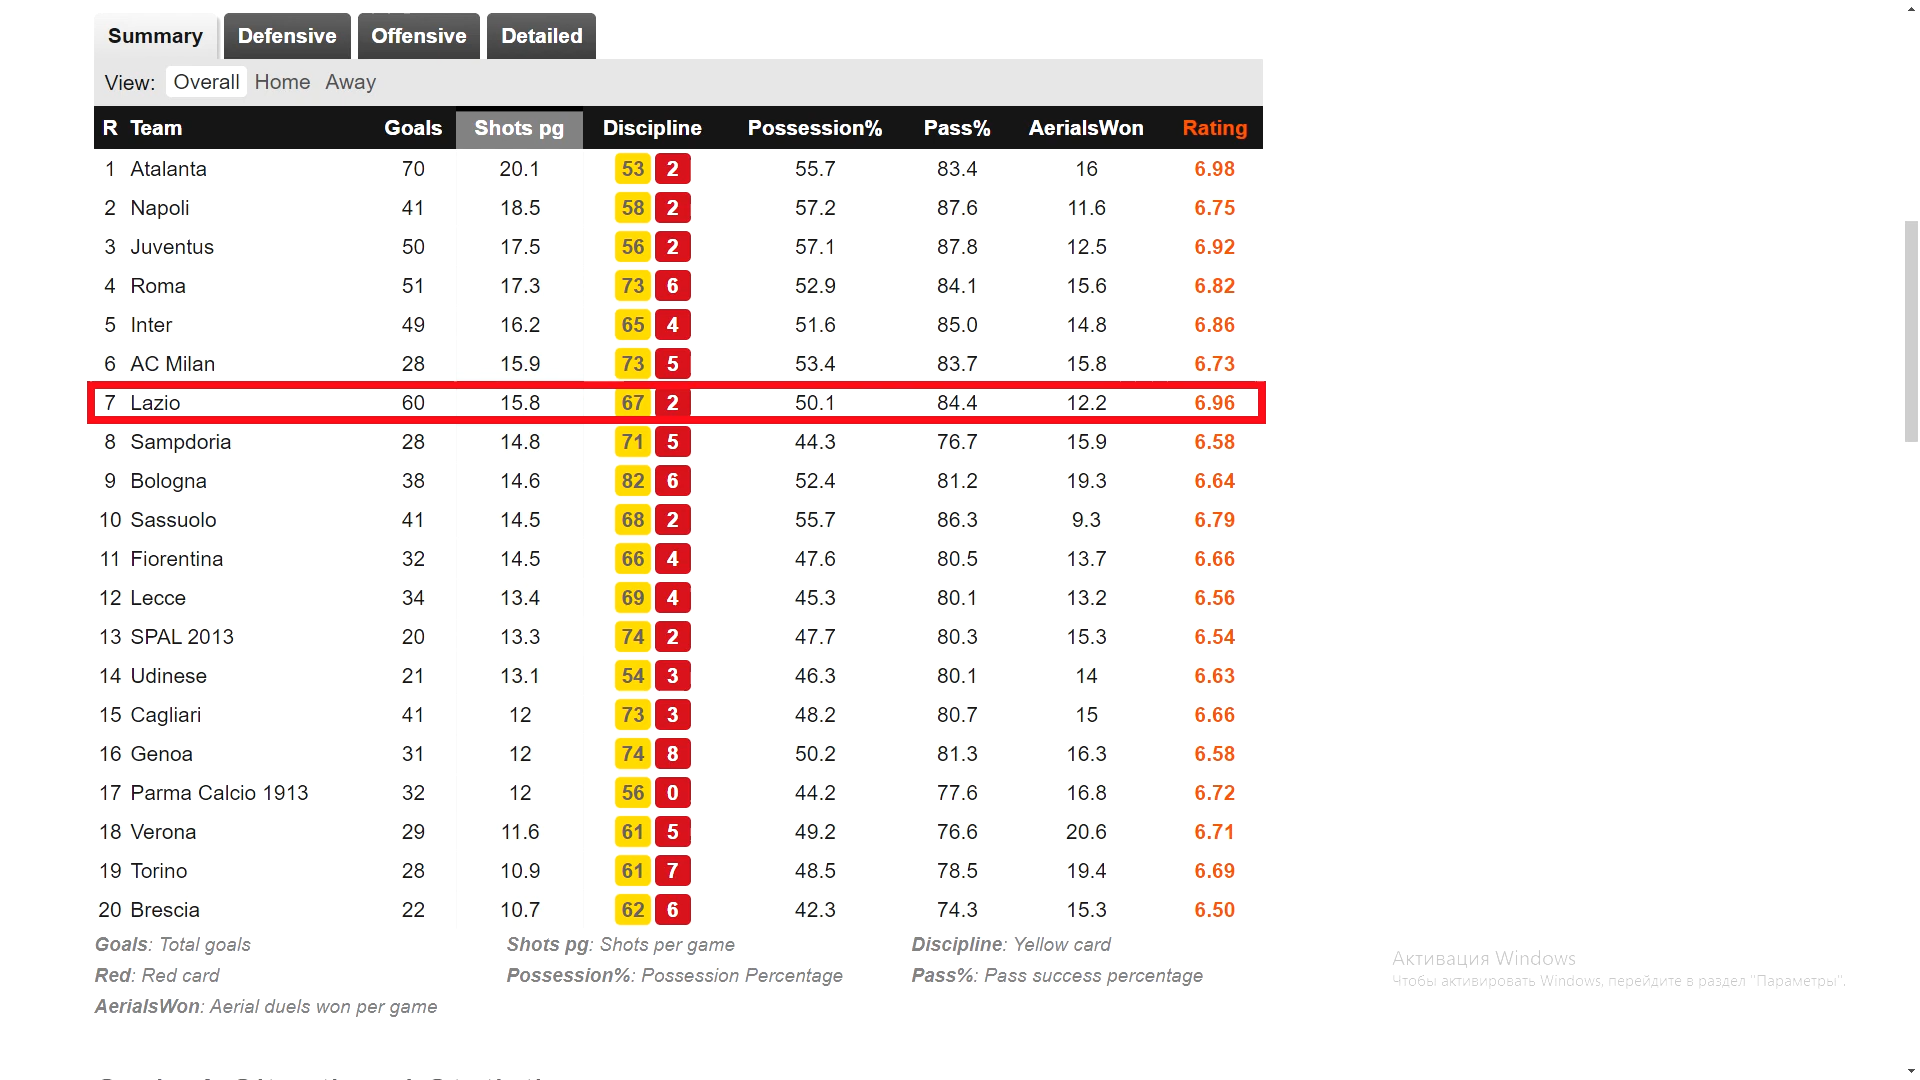 Summary Defensive Offensive Detailed
View: Overall Home Away
R Team Goals Shots pg Discipline Possession% Pass% AerialsWon Rating
1 Atalanta 70 20.1 53 2 55.7 83.4 16 6.98
2 Napoli 41 18.5 58 2 57.2 87.6 11.6 6.75
3 Juventus 50 17.5 56 2 57.1 87.8 12.5 6.92
4 Roma 51 17.3 73 6 52.9 84.1 15.6 6.82
5 Inter 49 16.2 65 4 51.6 85.0 14.8 6.86
6 AC Milan 28 15.9 73 5 53.4 83.7 15.8 6.73
7 Lazio 60 15.8 67 2 50.1 84.4 12.2 6.96
8 Sampdoria 28 14.8 71 5 44.3 76.7 15.9 6.58
9 Bologna 38 14.6 82 6 52.4 81.2 19.3 6.64
10 Sassuolo 41 14.5 68 2 55.7 86.3 9.3 6.79
11 Fiorentina 32 14.5 66 4 47.6 80.5 13.7 6.66
12 Lecce 34 13.4 69 4 45.3 80.1 13.2 6.56
13 SPAL 2013 20 13.3 74 2 47.7 80.3 15.3 6.54
14 Udinese 21 13.1 54 3 46.3 80.1 14 6.63
15 Cagliari 41 12 73 3 48.2 80.7 15 6.66
16 Genoa 31 12 74 8 50.2 81.3 16.3 6.58
17 Parma Calcio 1913 32 12 56 0 44.2 77.6 16.8 6.72
18 Verona 29 11.6 61 5 49.2 76.6 20.6 6.71
19 Torino 28 10.9 61 7 48.5 78.5 19.4 6.69
20 Brescia 22 10.7 62 6 42.3 74.3 15.3 6.50
Goals: Total goals Shots pg: Shots per game Discipline: Yellow card
Red: Red card Possession%: Possession Percentage Pass%: Pass success percentage
AerialsWon: Aerial duels won per game
Активация Windows
Чтобы активировать Windows, перейдите в раздел "Параметры".